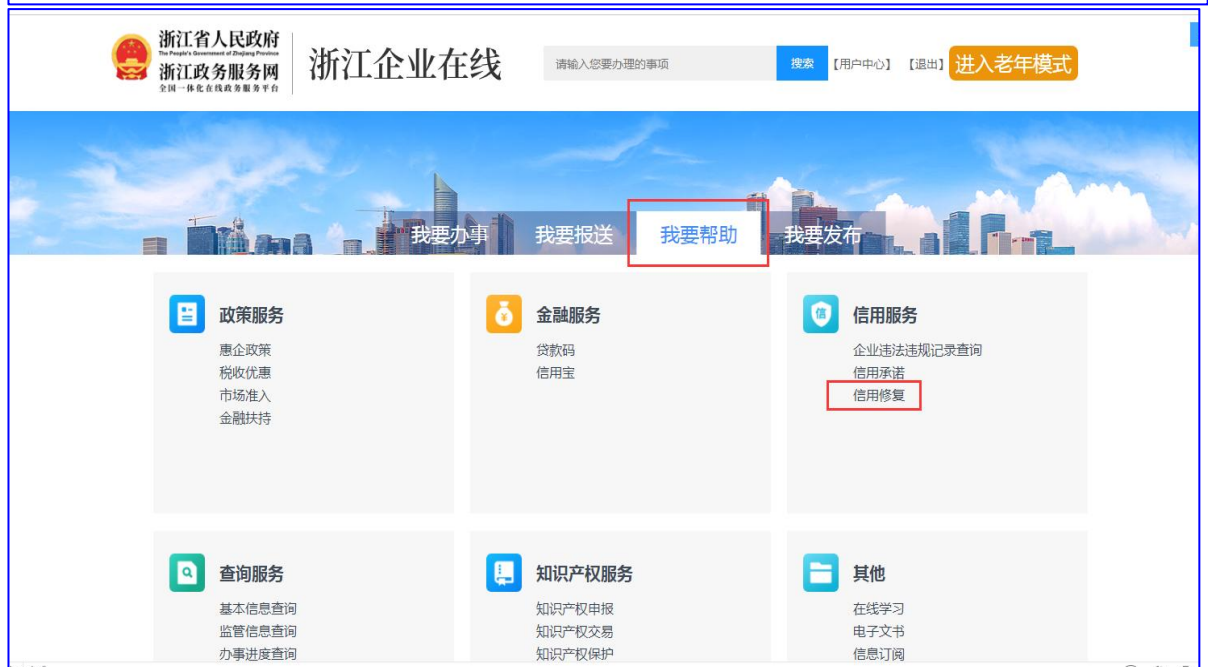 浙江省人民政府
The People's Government of Zhejiang Province
浙江政务服务网
全国一体化在线政务服务平台
浙江企业在线
请输入您要办理的事项
搜索
【用户中心】 【退出】
进入老年模式
我要办事 我要报送 我要帮助 我要发布
政策服务
惠企政策
税收优惠
市场准入
金融扶持
金融服务
贷款码
信用宝
信
信用服务
企业违法违规记录查询
信用承诺
信用修复
查询服务
基本信息查询
监管信息查询
办事进度查询
知识产权服务
知识产权申报
知识产权交易
知识产权保护
其他
在线学习
电子文书
信息订阅